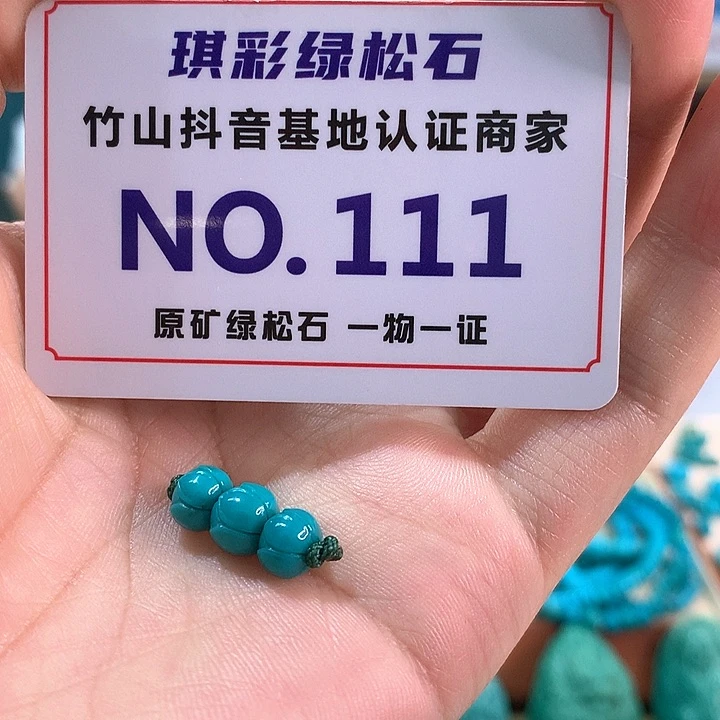 琪彩绿松石
竹山抖音基地认证商家
NO.111
原矿绿松石 一物一证